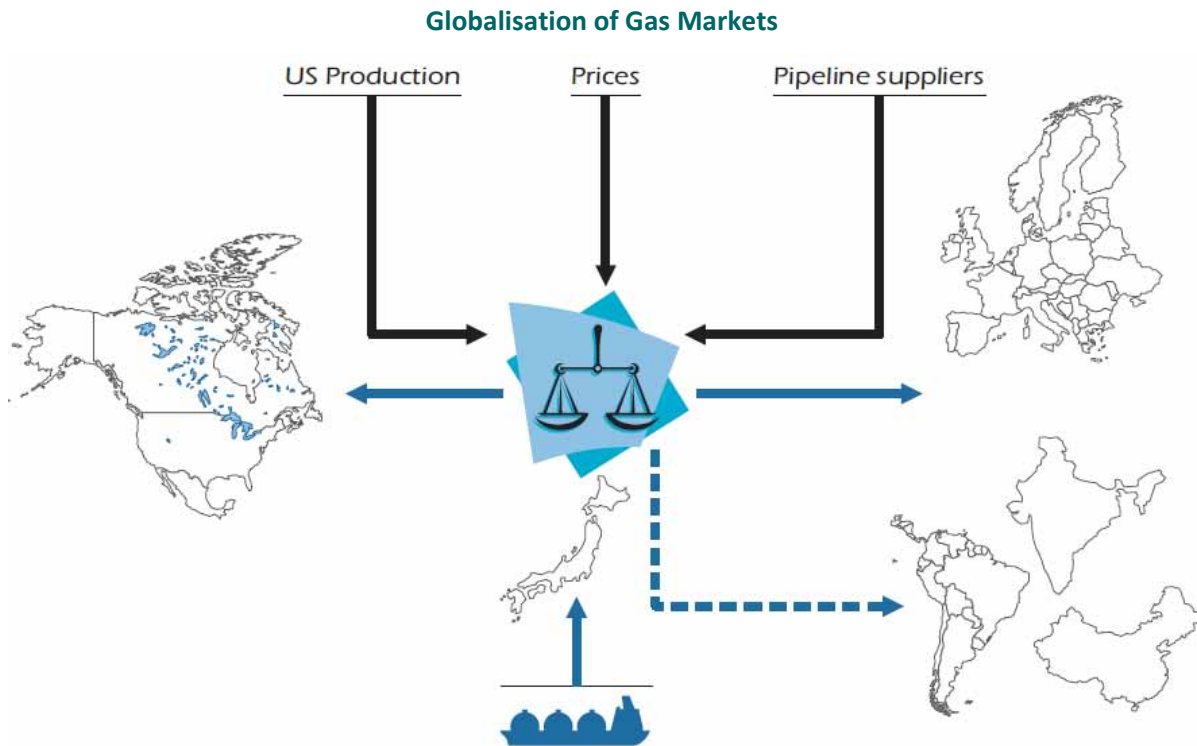 Globalisation of Gas Markets
US Production
Prices
Pipeline suppliers